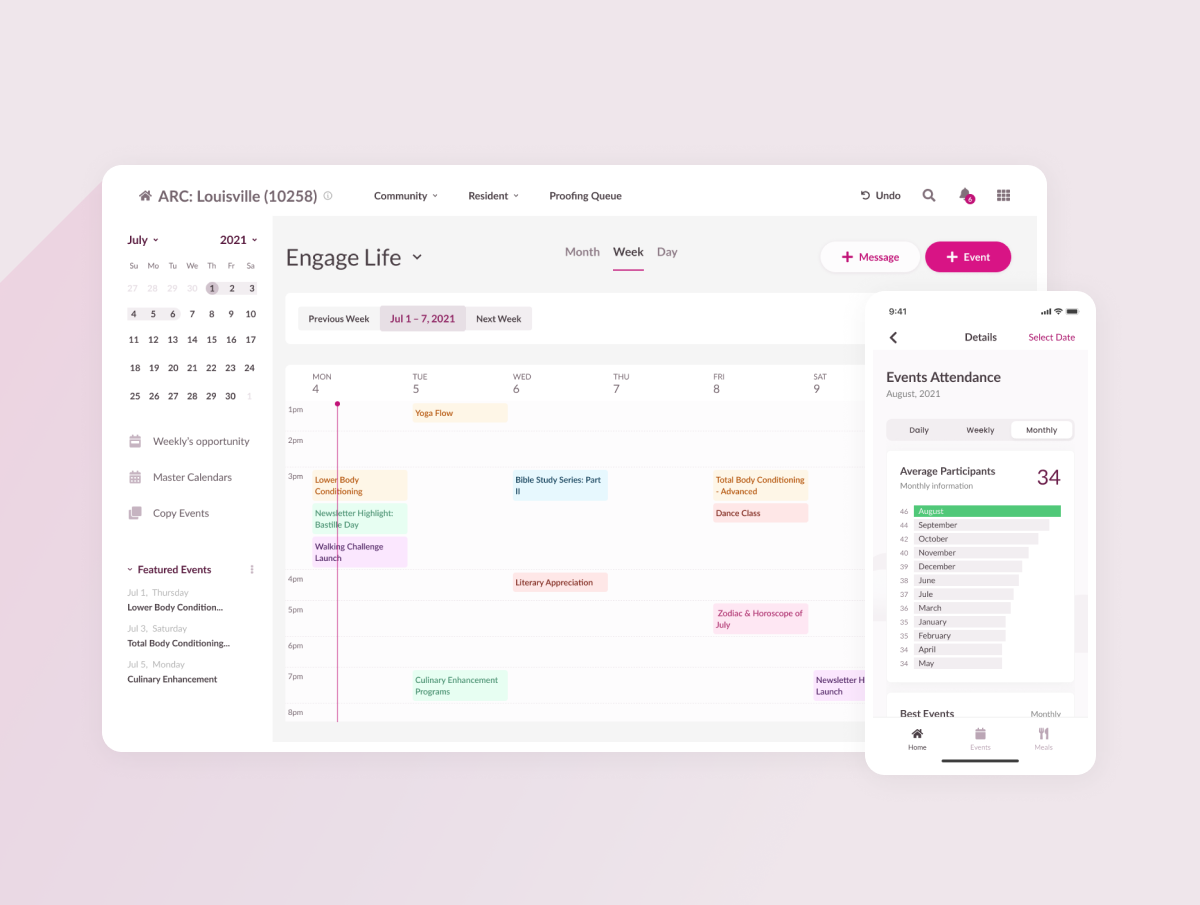 ARC: Louisville (10258)
Community
Resident
Proofing Queue
Undo
6
July
2021
Su Mo Tu We Th Fr Sa
27 28 29 30 1 2 3
4 5 6 7 8 9 10
11 12 13 14 15 16 17
18 19 20 21 22 23 24
25 26 27 28 29 30 1
Weekly's opportunity
Master Calendars
Copy Events
Featured Events
Jul 1, Thursday
Lower Body Condition...
Jul 3, Saturday
Total Body Conditioning...
Jul 5, Monday
Culinary Enhancement
Engage Life
Month
Week
Day
Message
Event
Previous Week
Jul 1 – 7, 2021
Next Week
MON TUE WED THU FRI SAT
4 5 6 7 8 9
1pm
Yoga Flow
2pm
3pm
Lower Body
Conditioning
Newsletter Highlight:
Bastille Day
Walking Challenge
Launch
Bible Study Series: Part
II
Total Body Conditioning
- Advanced
Dance Class
4pm
Literary Appreciation
5pm
Zodiac & Horoscope of
July
6pm
7pm
Culinary Enhancement
Programs
Newsletter H
Launch
8pm
9:41
Details
Select Date
Events Attendance
August, 2021
Daily
Weekly
Monthly
Average Participants
Monthly information
34
46 August
44 September
42 October
40 November
39 December
38 June
37 Jule
36 March
35 January
35 February
34 April
34 May
Best Events
Monthly
Home
Events
Meals